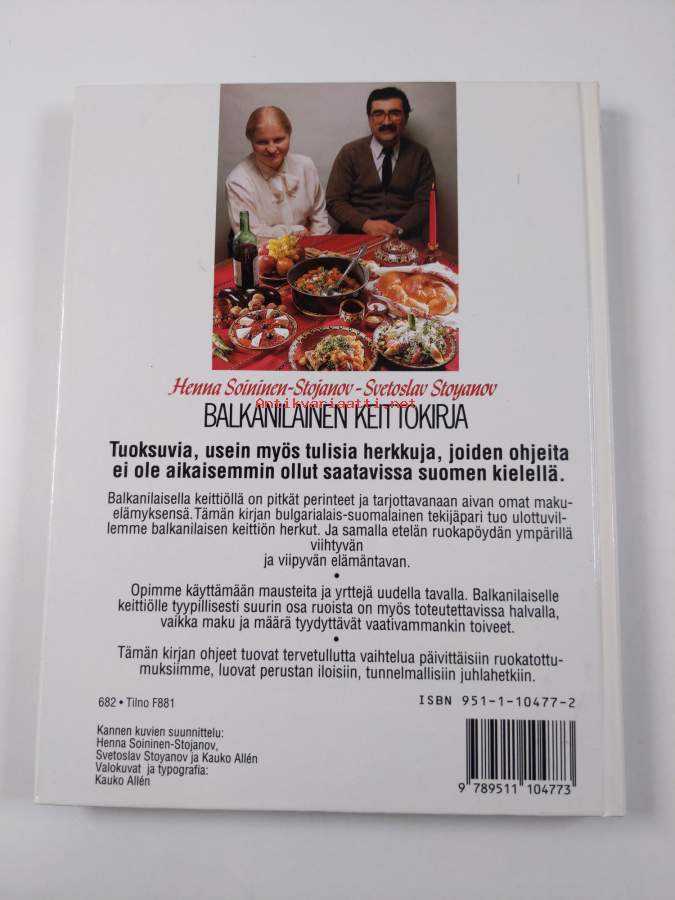 Henna Soininen-Stojanov - Svetoslav Stoyanov
Antikvariaatti.net
BALKANILAINEN KEITTOKIRJA
Tuoksuvia, usein myös tulisia herkkuja, joiden ohjeita
ei ole aikaisemmin ollut saatavissa suomen kielellä.
Balkanilaisella keittiöllä on pitkät perinteet ja tarjottavanaan aivan omat maku-
elämyksensä. Tämän kirjan bulgarialais-suomalainen tekijäpari tuo ulottuvil-
lemme balkanilaisen keittiön herkut. Ja samalla etelän ruokapöydän ympärillä
viihtyvän
ja viipyvän elämäntavan.
•
Opimme käyttämään mausteita ja yrttejä uudella tavalla. Balkanilaiselle
keittiölle tyypillisesti suurin osa ruoista on myös toteutettavissa halvalla,
vaikka maku ja määrä tyydyttävät vaativammankin toiveet.
•
Tämän kirjan ohjeet tuovat tervetullutta vaihtelua päivittäisiin ruokatottu-
muksiimme, luovat perustan iloisiin, tunnelmallisiin juhlahetkiin.
682 • Tilno F881
ISBN 951-1-10477-2
Kannen kuvien suunnittelu:
Henna Soininen-Stojanov,
Svetoslav Stoyanov ja Kauko Allén
Valokuvat ja typografia:
Kauko Allén
9 789511 104773